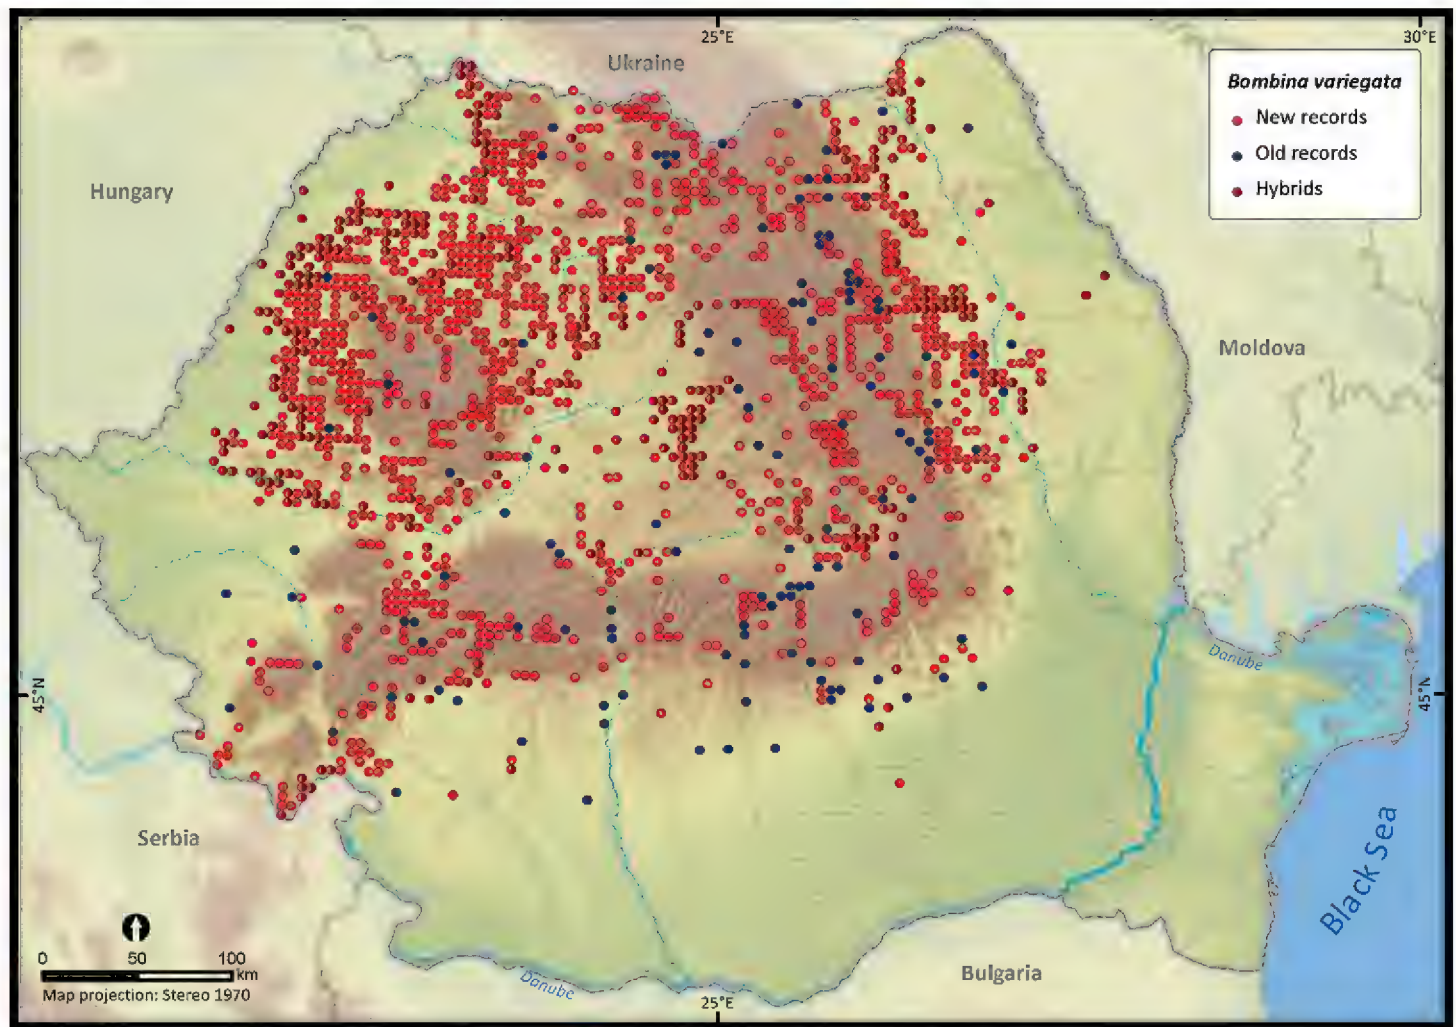 25°E
30°E
Ukraine
Bombina variegata
New records
Old records
Hybrids
Hungary
Moldova
Danube
45°N
45°N
Serbia
Black Sea
0 50 100
km
Map projection: Stereo 1970
Danube
25°E
Bulgaria